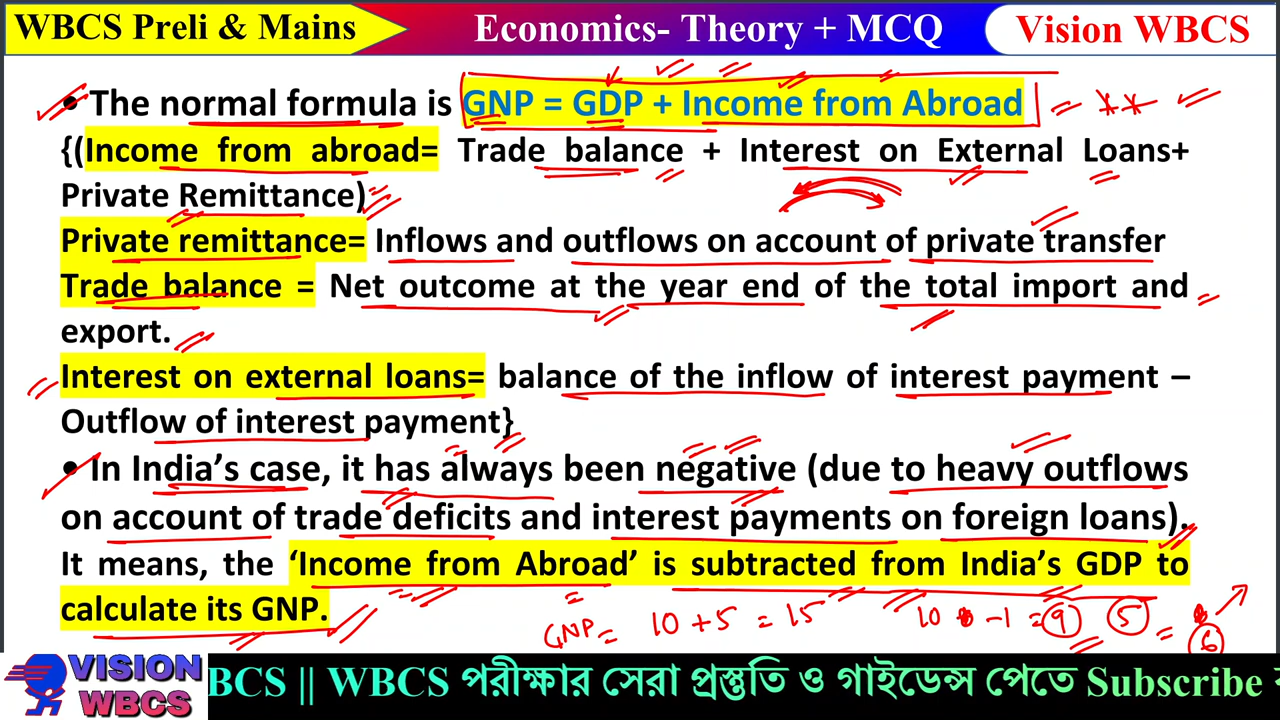 WBCS Preli & Mains
Economics- Theory + MCQ
Vision WBCS
• The normal formula is GNP = GDP + Income from Abroad
{(Income from abroad= Trade balance + Interest on External Loans+
Private Remittance)
Private remittance= Inflows and outflows on account of private transfer
Trade balance = Net outcome at the year end of the total import and
export.
Interest on external loans= balance of the inflow of interest payment –
Outflow of interest payment}
• In India’s case, it has always been negative (due to heavy outflows
on account of trade deficits and interest payments on foreign loans).
It means, the ‘Income from Abroad’ is subtracted from India’s GDP to
calculate its GNP.
GNP = 10 + 5 = 15 10 -1 = 9 5 = 6
VISION
WBCS
BCS || WBCS পরীক্ষার সেরা প্রস্তুতি ও গাইডেন্স পেতে Subscribe